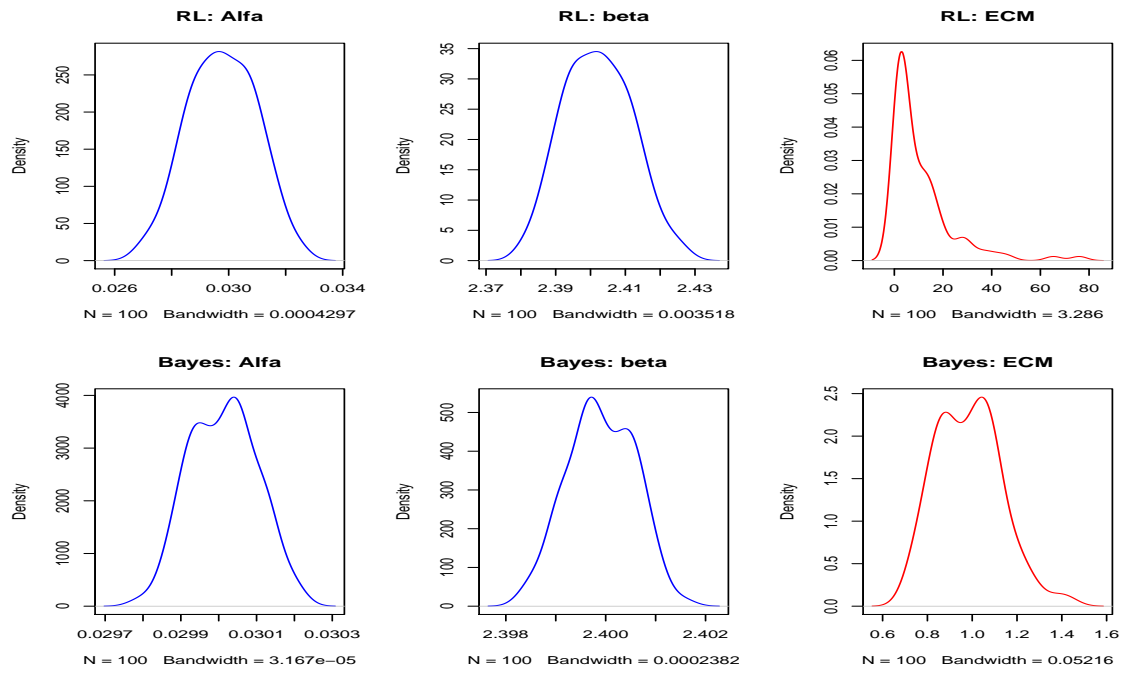 RL: Alfa
Density
0 50 100 150 200 250
0.026 0.030 0.034
N = 100 Bandwidth = 0.0004297
RL: beta
Density
0 5 10 15 20 25 30 35
2.37 2.39 2.41 2.43
N = 100 Bandwidth = 0.003518
RL: ECM
Density
0.00 0.01 0.02 0.03 0.04 0.05 0.06
0 20 40 60 80
N = 100 Bandwidth = 3.286
Bayes: Alfa
Density
0 1000 2000 3000 4000
0.0297 0.0299 0.0301 0.0303
N = 100 Bandwidth = 3.167e−05
Bayes: beta
Density
0 100 200 300 400 500
2.398 2.400 2.402
N = 100 Bandwidth = 0.0002382
Bayes: ECM
Density
0.0 0.5 1.0 1.5 2.0 2.5
0.6 0.8 1.0 1.2 1.4 1.6
N = 100 Bandwidth = 0.05216